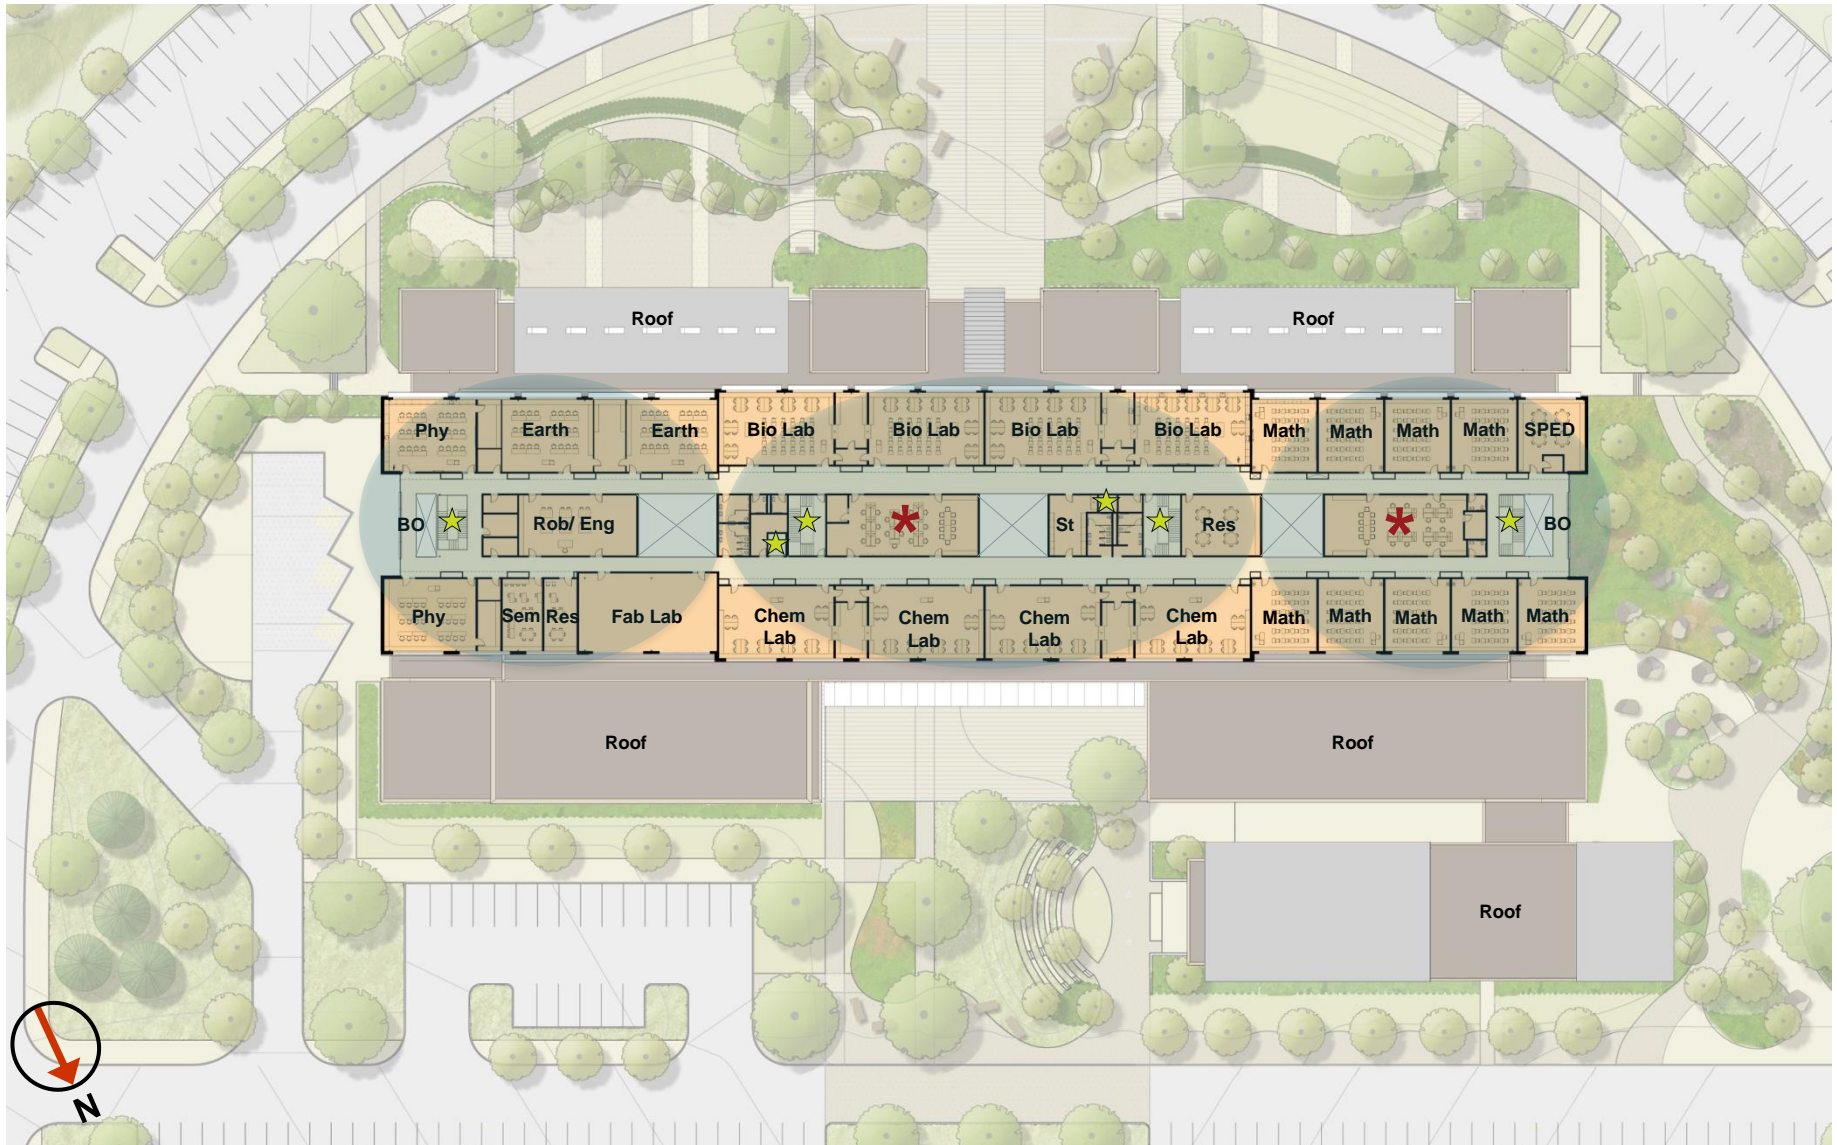 Roof
Roof
Phy
Earth
Earth
Bio Lab
Bio Lab
Bio Lab
Bio Lab
Math
Math
Math
Math
SPED
BO
Rob/ Eng
*
St
Res
*
BO
Phy
Sem
Res
Fab Lab
Chem
Lab
Chem
Lab
Chem
Lab
Chem
Lab
Math
Math
Math
Math
Math
Roof
Roof
Roof
N